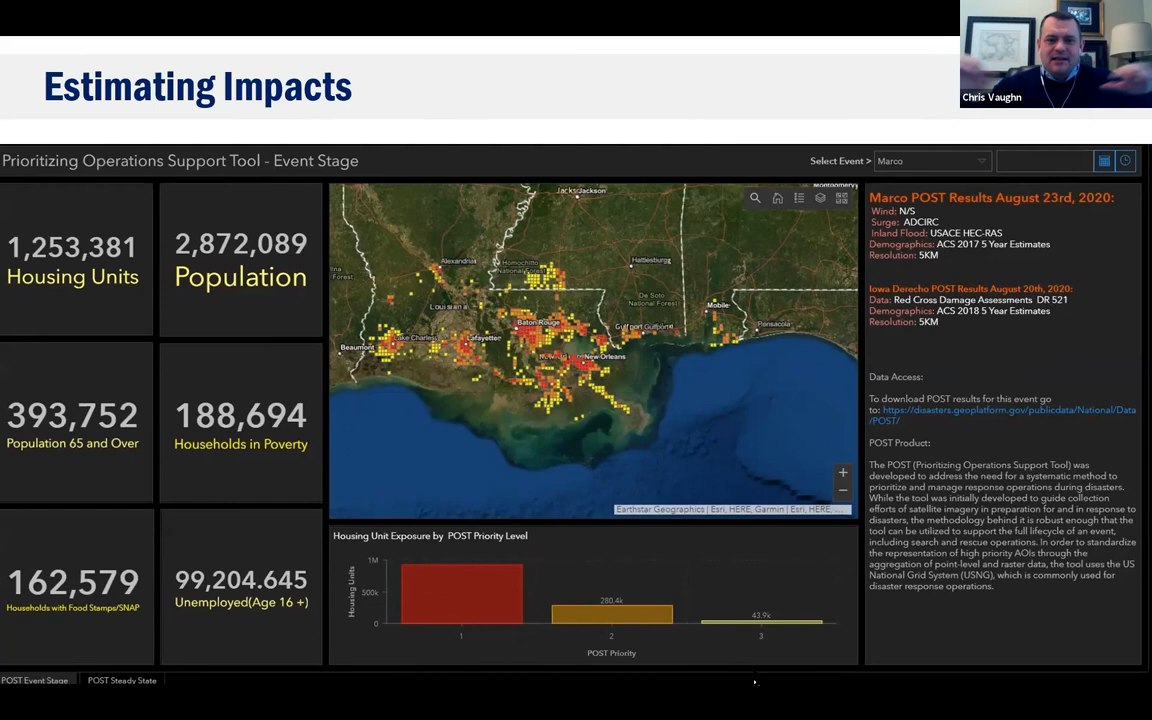 Estimating Impacts
Chris Vaughn
Prioritizing Operations Support Tool - Event Stage
Select Event > Marco
1,253,381
Housing Units
2,872,089
Population
393,752
Population 65 and Over
188,694
Households in Poverty
162,579
Households with Food Stamps/SNAP
99,204.645
Unemployed(Age 16 +)
Jackson
Montgomery
Alexandria
Homochitto
National Forest
Hattiesburg
Louisiana
De Soto
National Forest
Mobile
Baton Rouge
Gulfport
Pensacola
Lake Charles
Lafayette
Beaumont
New Orleans
Earthstar Geographics | Esri, HERE, Garmin | Esri, HERE, ...
Housing Unit Exposure by POST Priority Level
Housing Units
1M
500k
0
280.4k
43.9k
1
2
3
POST Priority
Marco POST Results August 23rd, 2020:
Wind: N/S
Surge: ADCIRC
Inland Flood: USACE HEC-RAS
Demographics: ACS 2017 5 Year Estimates
Resolution: 5KM
Iowa Derecho POST Results August 20th, 2020:
Data: Red Cross Damage Assessments DR 521
Demographics: ACS 2018 5 Year Estimates
Resolution: 5KM
Data Access:
To download POST results for this event go
to: https://disasters.geoplatform.gov/publicdata/National/Data
/POST/
POST Product:
The POST (Prioritizing Operations Support Tool) was
developed to address the need for a systematic method to
prioritize and manage response operations during disasters.
While the tool was initially developed to guide collection
efforts of satellite imagery in preparation for and in response to
disasters, the methodology behind it is robust enough that the
tool can be utilized to support the full lifecycle of an event,
including search and rescue operations. In order to standardize
the representation of high priority AOIs through the
aggregation of point-level and raster data, the tool uses the US
National Grid System (USNG), which is commonly used for
disaster response operations.
POST Event Stage
POST Steady State